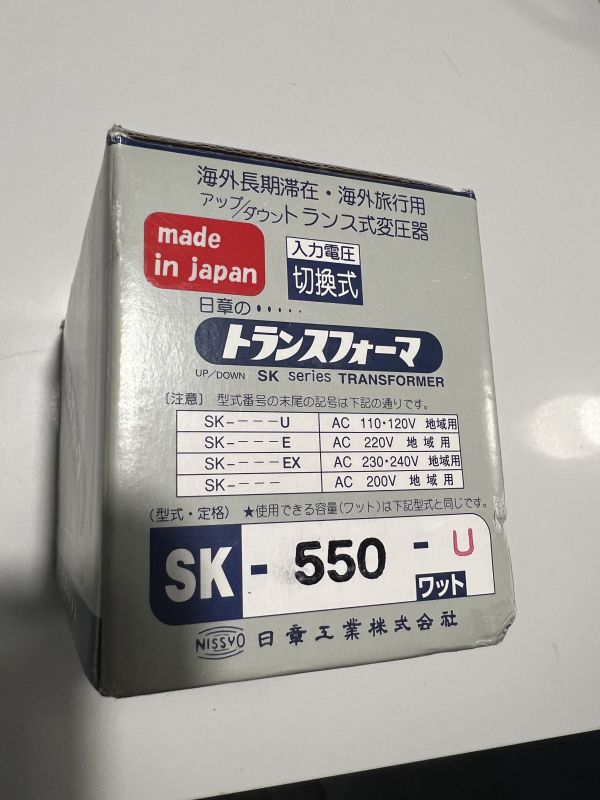 海外長期滞在・海外旅行用
アップ/ダウントランス式変圧器
made
in japan
入力電圧
切換式
日章の・・・・・
トランスフォーマ
UP/DOWN SK series TRANSFORMER
〔注意〕 型式番号の末尾の記号は下記の通りです。
SK-－－－U AC 110・120V 地域用
SK-－－－E AC 220V 地域用
SK-－－－EX AC 230・240V 地域用
SK-－－－ AC 200V 地域用
(型式・定格) ★使用できる容量(ワット)は下記型式と同じです。
SK - 550 - U
ワット
NISSYO 日章工業株式会社